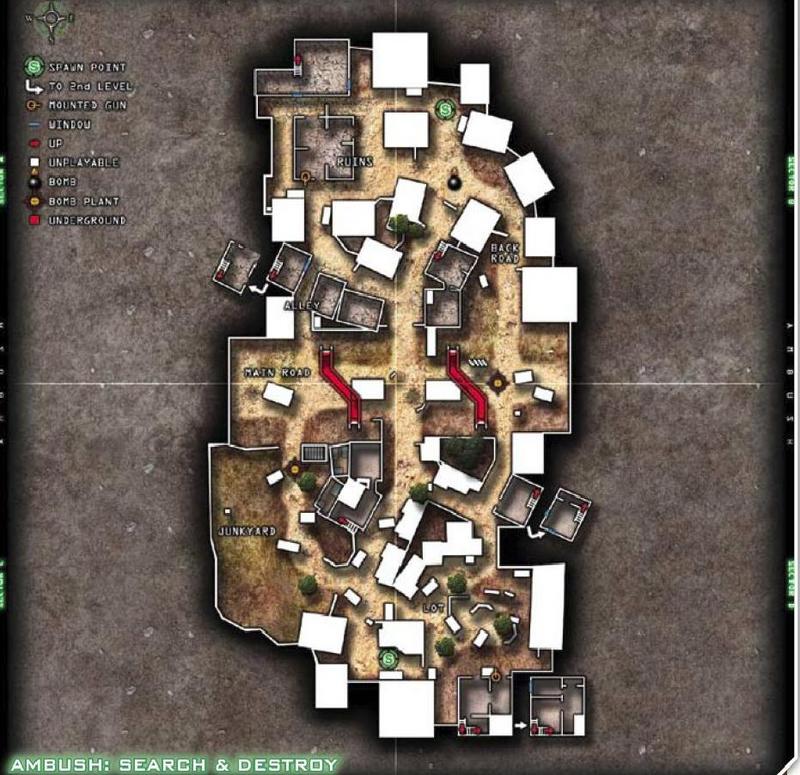 W E
S
S SPAWN POINT
TO 2nd LEVEL
MOUNTED GUN
WINDOW
UP
UNPLAYABLE
BOMB
BOMB PLANT
UNDERGROUND
S
RUINS
BACK
ROAD
ALLEY
MAIN ROAD
JUNKYARD
LOT
S
AMBUSH: SEARCH & DESTROY